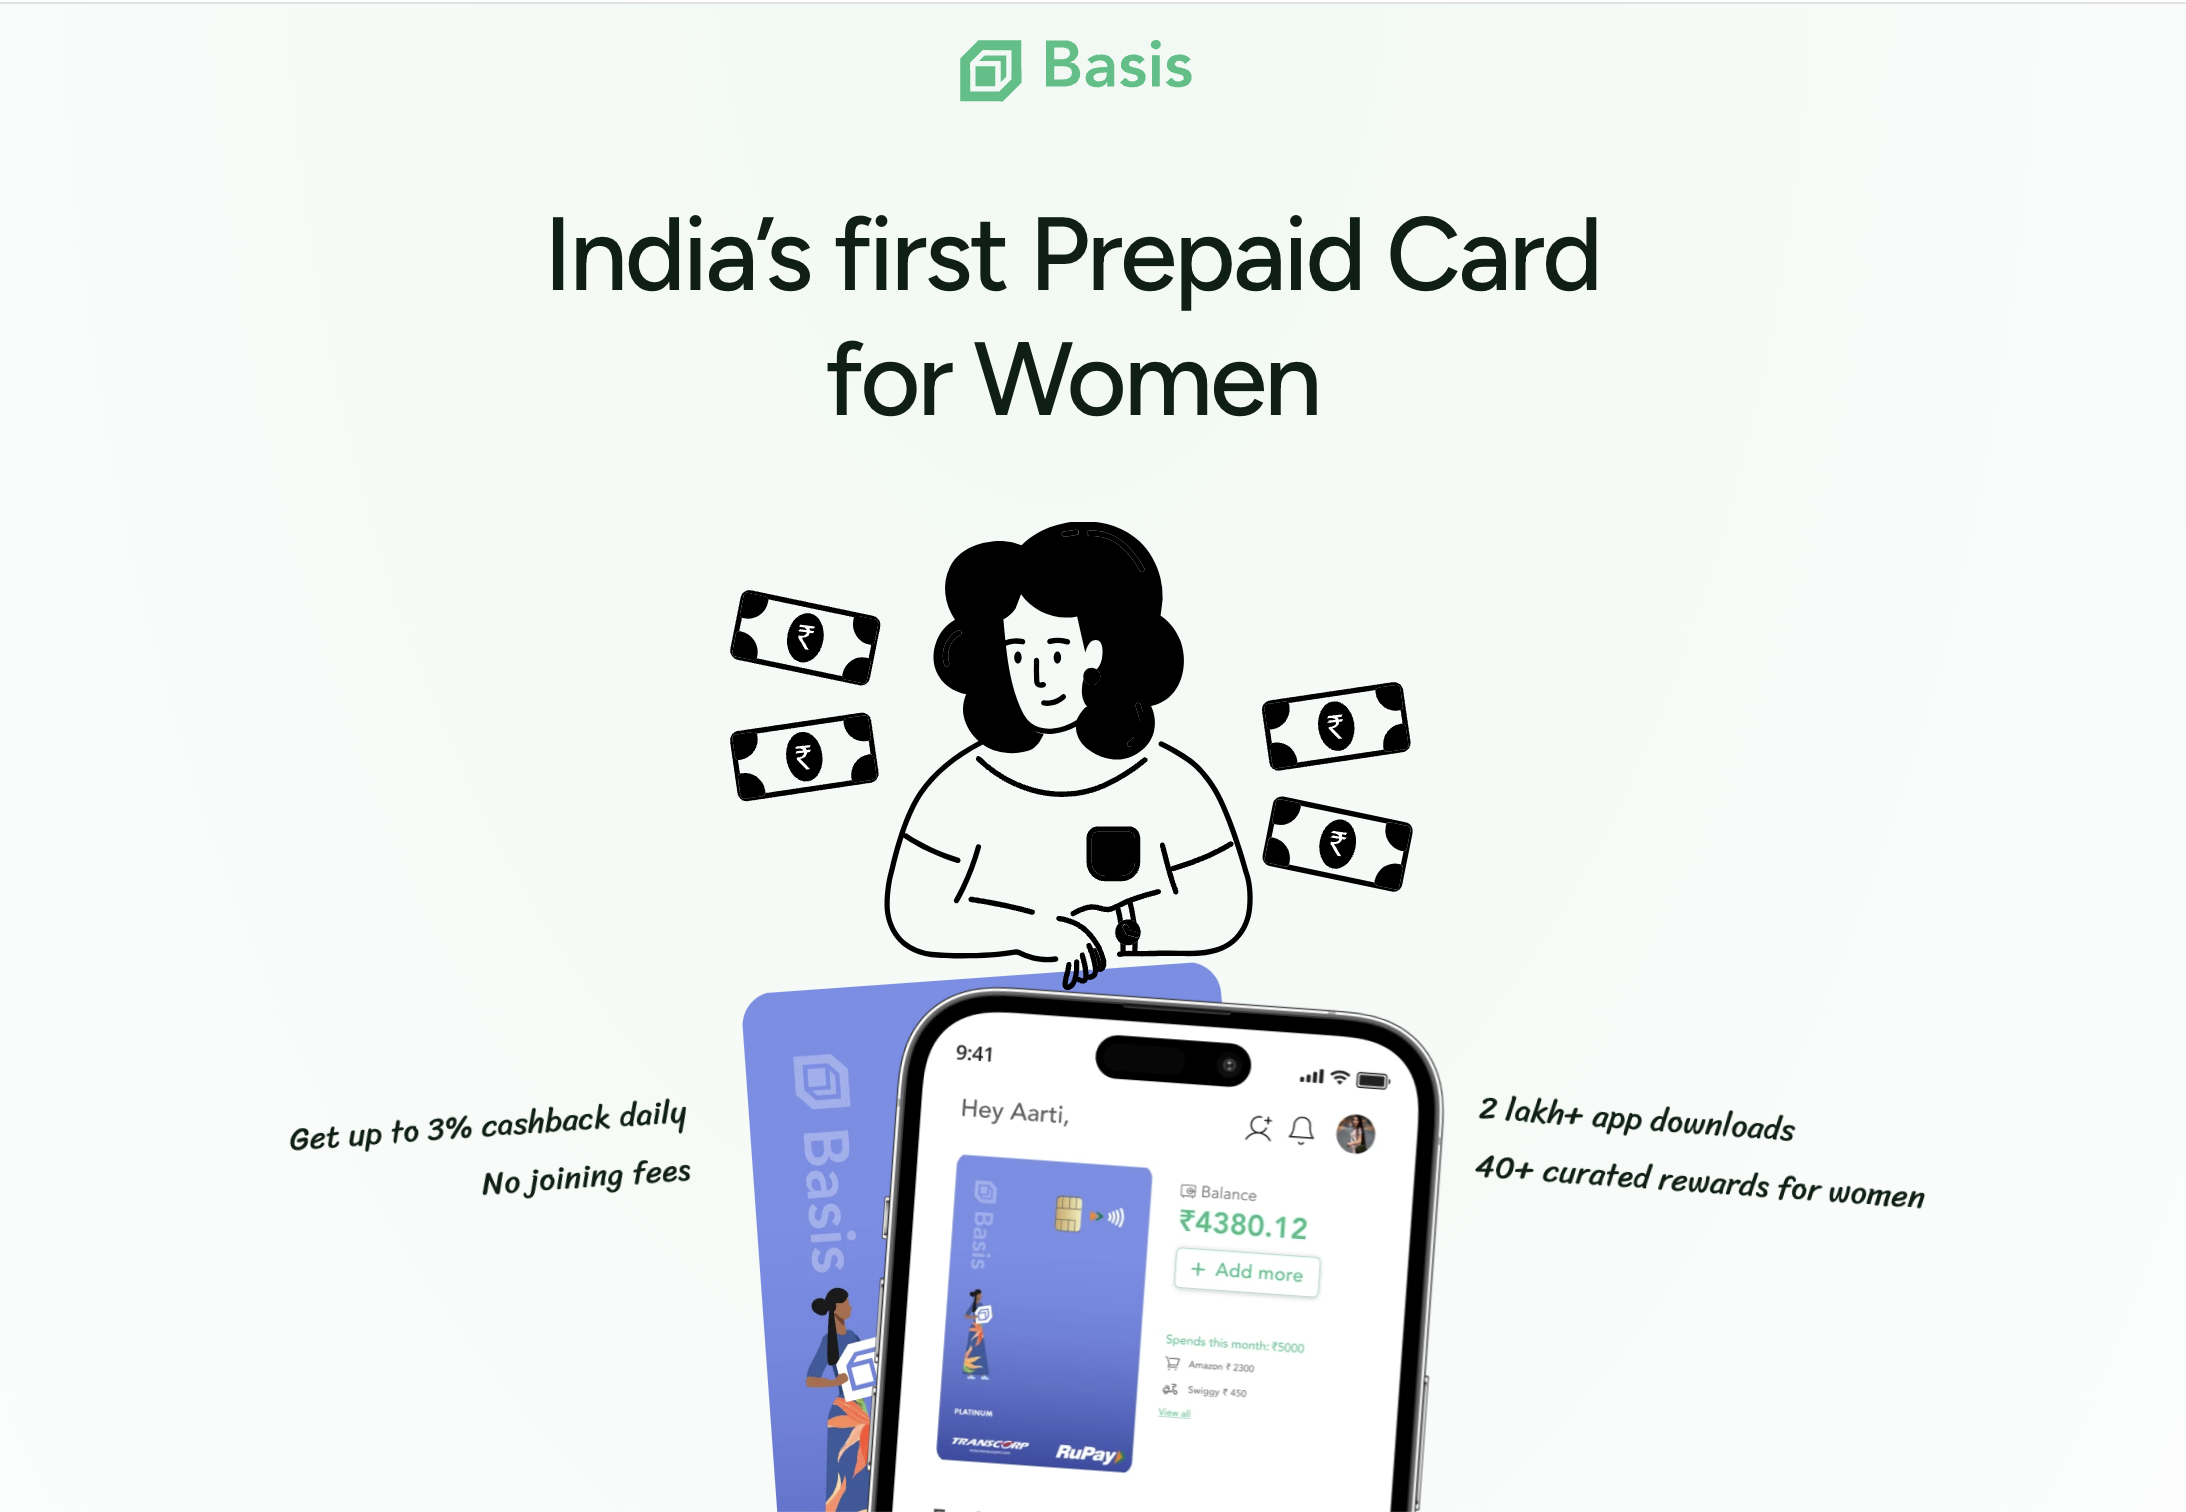 Basis
India’s first Prepaid Card
for Women
₹
₹
₹
₹
Get up to 3% cashback daily
No joining fees
2 lakh+ app downloads
40+ curated rewards for women
Basis
9:41
Hey Aarti,
Basis
PLATINUM
TRANSCORP
RuPay
Balance
₹4380.12
+ Add more
Spends this month: ₹5000
Amazon ₹ 2300
Swiggy ₹ 450
View all